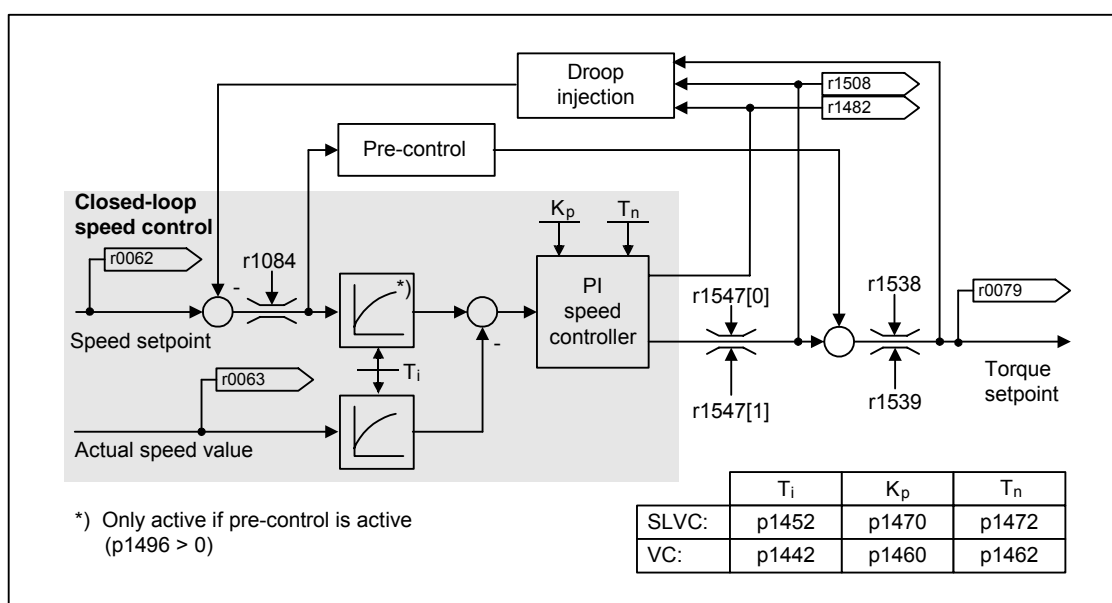 Droop
injection
r1508
r1482
Pre-control
Closed-loop
speed control
r0062
r1084
-
*)
Kp
Tn
PI
speed
controller
r1547[0]
r1538
r0079
Speed setpoint
-
r0063
Ti
r1547[1]
r1539
Torque
setpoint
Actual speed value
*) Only active if pre-control is active
(p1496 > 0)
Ti Kp Tn
SLVC: p1452 p1470 p1472
VC: p1442 p1460 p1462